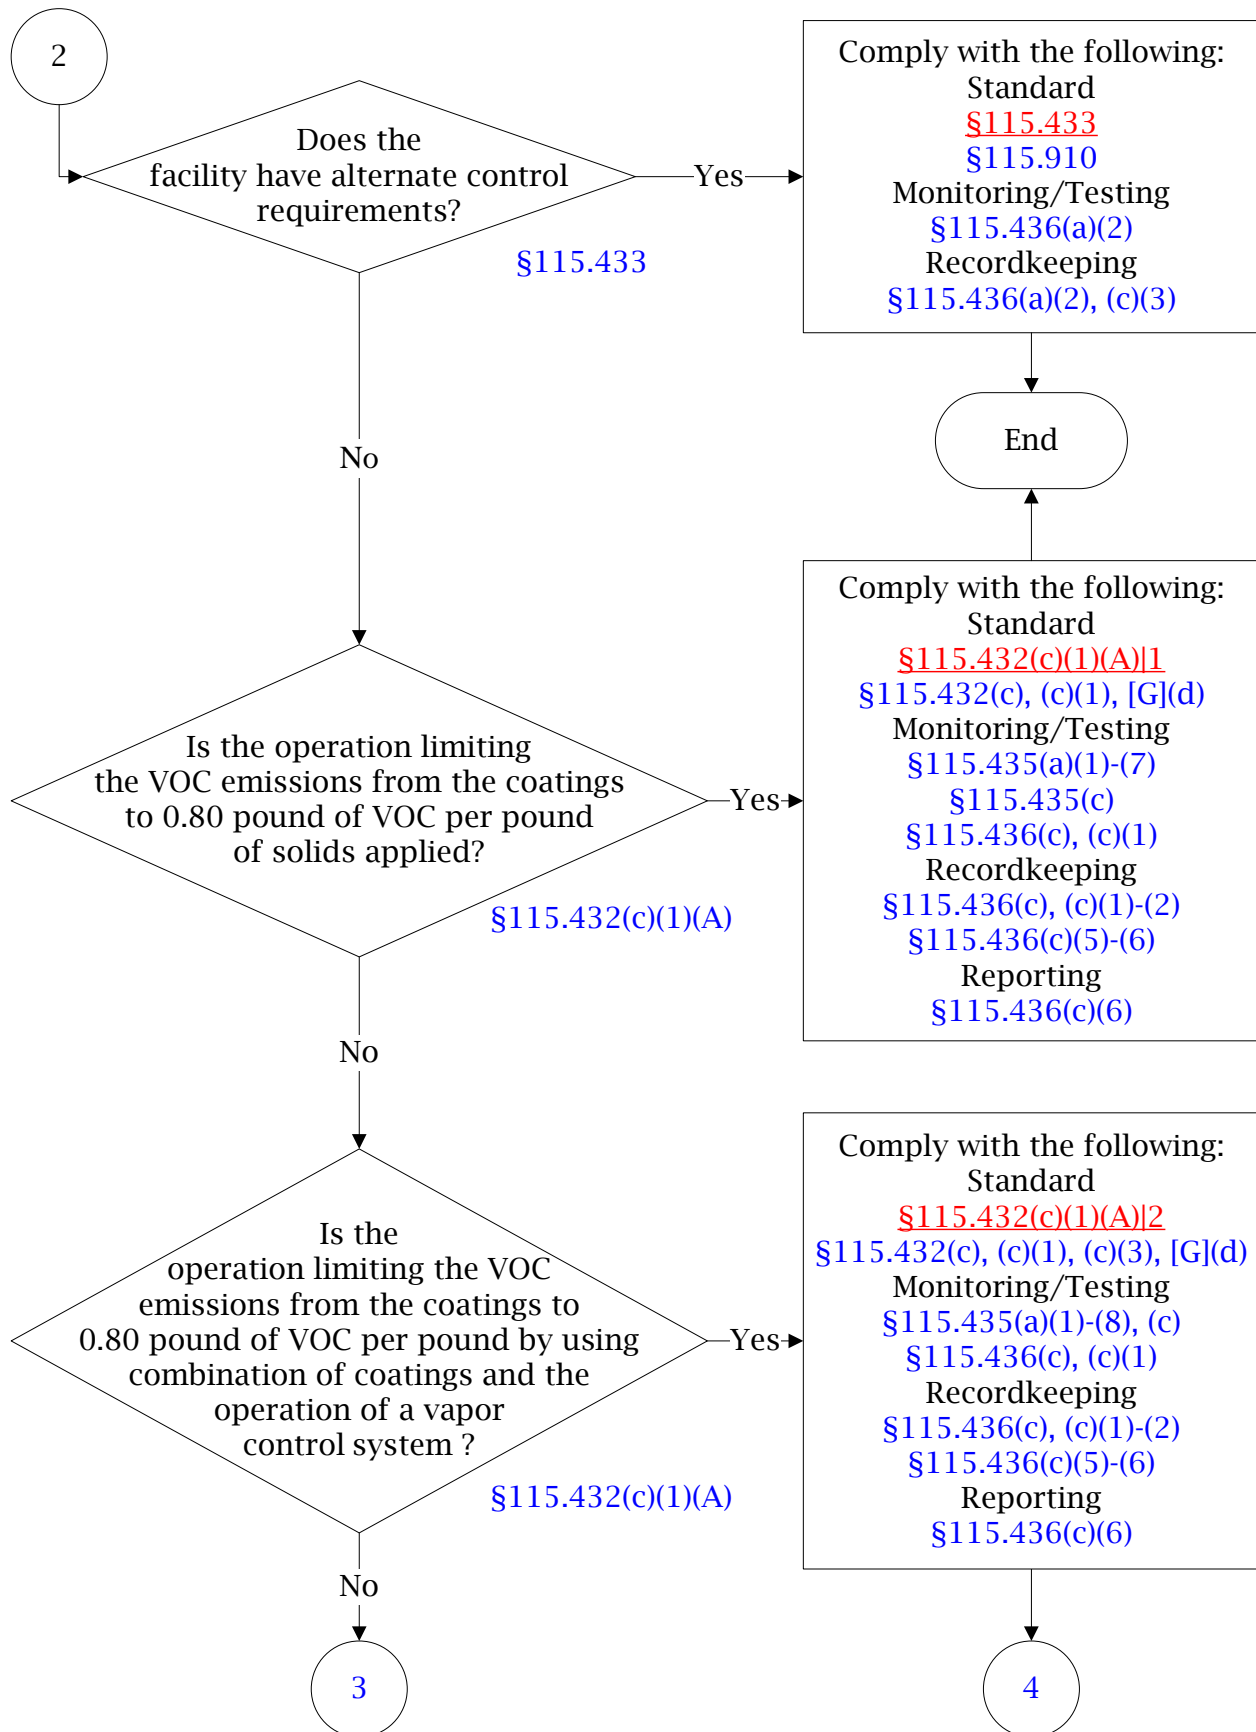 2
Does the
facility have alternate control
requirements?
§115.433
Yes
Comply with the following:
Standard
§115.433
§115.910
Monitoring/Testing
§115.436(a)(2)
Recordkeeping
§115.436(a)(2), (c)(3)
End
No
Is the operation limiting
the VOC emissions from the coatings
to 0.80 pound of VOC per pound
of solids applied?
§115.432(c)(1)(A)
Yes
Comply with the following:
Standard
§115.432(c)(1)(A)|1
§115.432(c), (c)(1), [G](d)
Monitoring/Testing
§115.435(a)(1)-(7)
§115.435(c)
§115.436(c), (c)(1)
Recordkeeping
§115.436(c), (c)(1)-(2)
§115.436(c)(5)-(6)
Reporting
§115.436(c)(6)
No
Is the
operation limiting the VOC
emissions from the coatings to
0.80 pound of VOC per pound by using
combination of coatings and the
operation of a vapor
control system ?
§115.432(c)(1)(A)
Yes
Comply with the following:
Standard
§115.432(c)(1)(A)|2
§115.432(c), (c)(1), (c)(3), [G](d)
Monitoring/Testing
§115.435(a)(1)-(8), (c)
§115.436(c), (c)(1)
Recordkeeping
§115.436(c), (c)(1)-(2)
§115.436(c)(5)-(6)
Reporting
§115.436(c)(6)
No
3
4